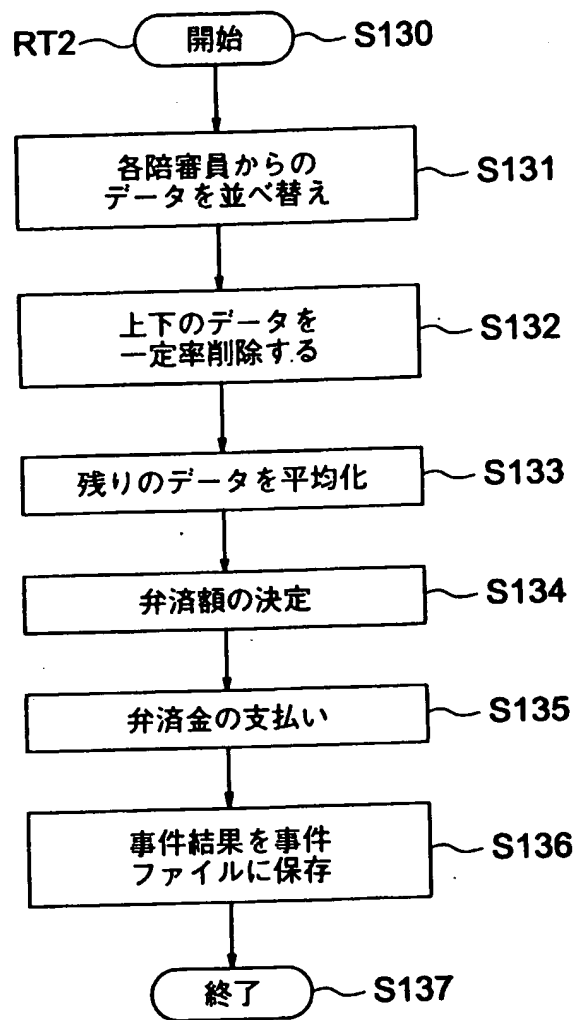 RT2
開始
S130
各陪審員からの
データを並べ替え
S131
上下のデータを
一定率削除する
S132
残りのデータを平均化
S133
弁済額の決定
S134
弁済金の支払い
S135
事件結果を事件
ファイルに保存
S136
終了
S137